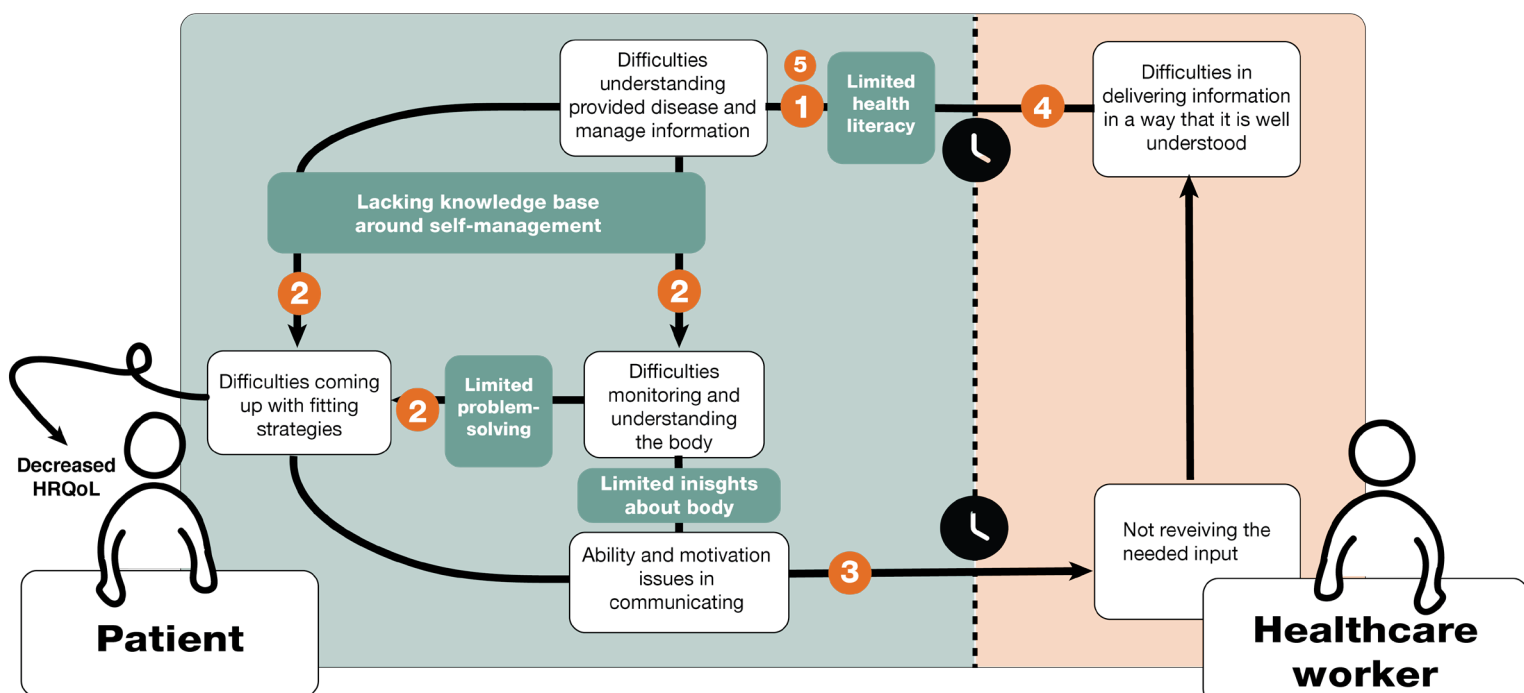 Difficulties
understanding
provided disease and
manage information
5
1
Limited
health
literacy
4
Difficulties in
delivering information
in a way that it is well
understood
Lacking knowledge base
around self-management
2
2
Difficulties coming
up with fitting
strategies
2
Limited
problem-
solving
Difficulties
monitoring and
understanding
the body
Decreased
HRQoL
Limited inisghts
about body
Ability and motivation
issues in
communicating
3
Not reveiving the
needed input
Patient
Healthcare
worker